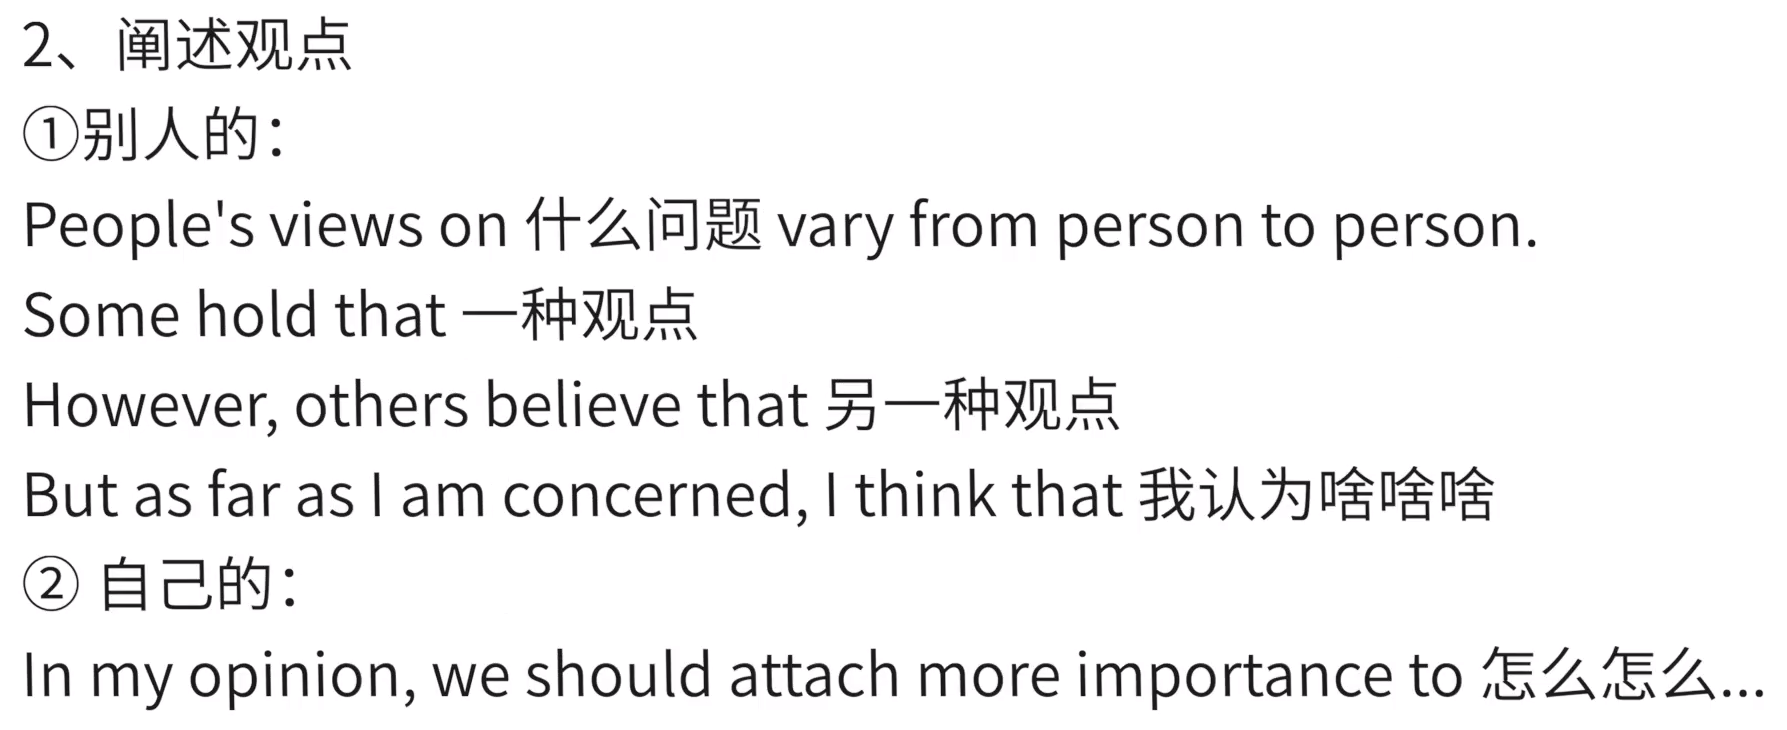 2、阐述观点
①别人的：
People's views on 什么问题 vary from person to person.
Some hold that 一种观点
However, others believe that 另一种观点
But as far as I am concerned, I think that 我认为啥啥啥
② 自己的：
In my opinion, we should attach more importance to 怎么怎么...